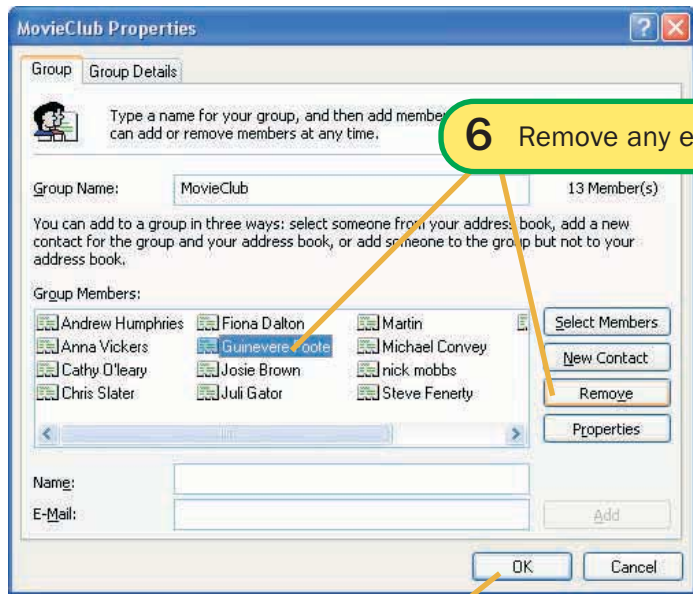 MovieClub Properties
Group Group Details
Type a name for your group, and then add
can add or remove members at any time.
6 Remove any
Group Name: MovieClub 13 Member(s)
You can add to a group in three ways: select someone from your address book, add a new
contact for the group and your address book, or add someone to the group but not to your
address book.
Group Members:
Andrew Humphries Fiona Dalton Martin Select Members
Anna Vickers Guinevere Foote Michael Convey New Contact
Cathy O'leary Josie Brown nick mobbs Remove
Chris Slater Juli Gator Steve Fenerty Properties
Name:
E-Mail: Add
OK Cancel